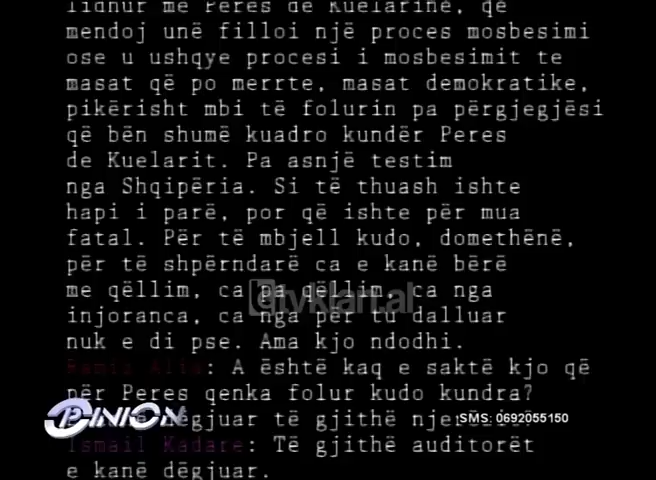 lidhur me Peres de Kuelarine, që
mendoj unë filloi një proces mosbesimi
ose u ushqye procesi i mosbesimit te
masat që po merrte, masat demokratike,
pikërisht mbi të folurin pa përgjegjësi
që bën shumë kuadro kundër Peres
de Kuelarit. Pa asnjë testim
nga Shqipëria. Si të thuash ishte
hapi i parë, por që ishte për mua
fatal. Për të mbjell kudo, domethënë,
për të shpërndarë ca e kanë bërë
me qëllim, ca pa qëllim, ca nga
injoranca, ca nga për tu dalluar
nuk e di pse. Ama kjo ndodhi.
tvklan.al
Ramiz Alia: A është kaq e saktë kjo që
për Peres qenka folur kudo kundra?
dëgjuar të gjithë
OPINION
SMS: 0692055150
Ismail Kadare: Të gjithë auditorët
e kanë dëgjuar.